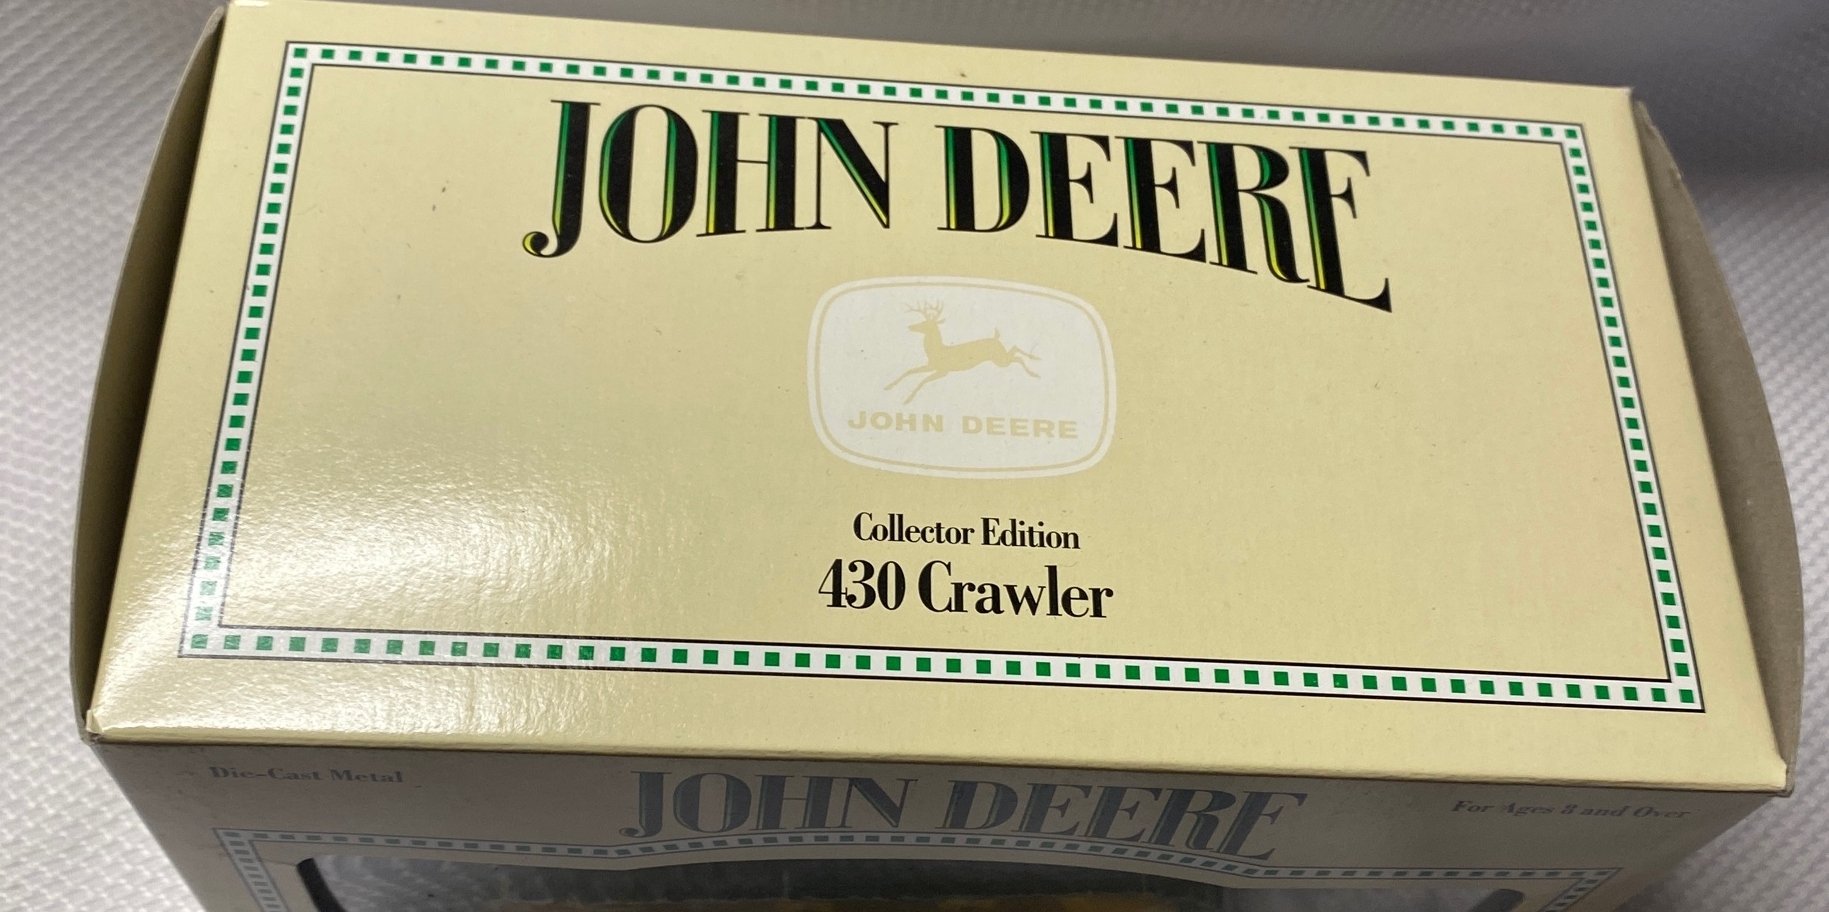 JOHN DEERE
JOHN DEERE
Collector Edition
430 Crawler
Die-Cast Metal
JOHN DEERE
For Ages 8 and Over